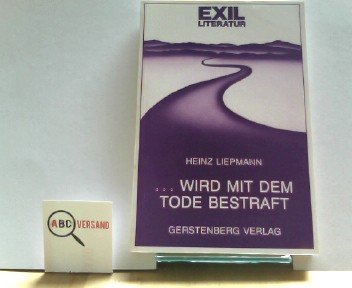 EXIL
LITERATUR
HEINZ LIEPMANN
... WIRD MIT DEM
TODE BESTRAFT
GERSTENBERG VERLAG
ABC VERSAND